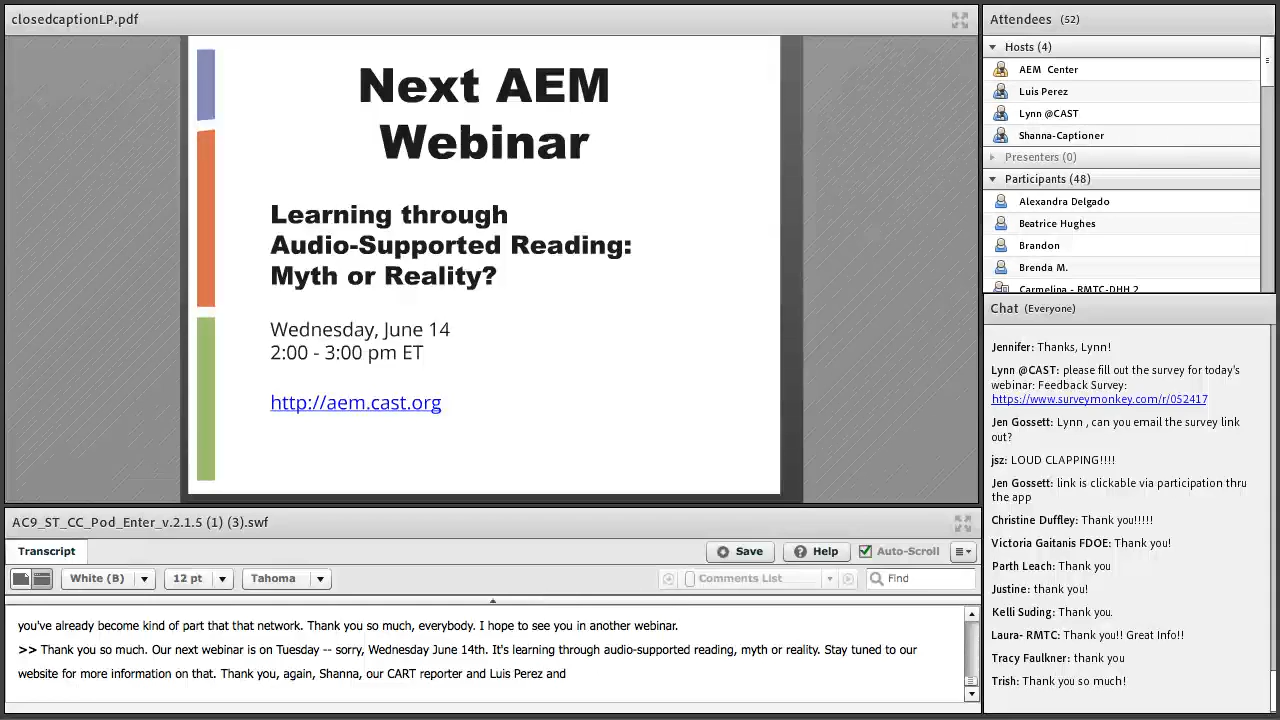 closedcaptionLP.pdf
Next AEM
Webinar
Learning through
Audio-Supported Reading:
Myth or Reality?
Wednesday, June 14
2:00 - 3:00 pm ET
http://aem.cast.org
AC9_ST_CC_Pod_Enter_v.2.1.5 (1) (3).swf
Transcript
Save
Help
Auto-Scroll
White (B)
12 pt
Tahoma
Comments List
Find
you've already become kind of part that that network. Thank you so much, everybody. I hope to see you in another webinar.
>> Thank you so much. Our next webinar is on Tuesday -- sorry, Wednesday June 14th. It's learning through audio-supported reading, myth or reality. Stay tuned to our
website for more information on that. Thank you, again, Shanna, our CART reporter and Luis Perez and
Attendees (52)
Hosts (4)
AEM Center
Luis Perez
Lynn @CAST
Shanna-Captioner
Presenters (0)
Participants (48)
Alexandra Delgado
Beatrice Hughes
Brandon
Brenda M.
Carmelina - RMTC-DHH 2
Chat (Everyone)
Jennifer: Thanks, Lynn!
Lynn @CAST: please fill out the survey for today's
webinar: Feedback Survey:
https://www.surveymonkey.com/r/052417
Jen Gossett: Lynn , can you email the survey link
out?
jsz: LOUD CLAPPING!!!!
Jen Gossett: link is clickable via participation thru
the app
Christine Duffley: Thank you!!!!!
Victoria Gaitanis FDOE: Thank you!
Parth Leach: Thank you
Justine: thank you!
Kelli Suding: Thank you.
Laura- RMTC: Thank you!! Great Info!!
Tracy Faulkner: thank you
Trish: Thank you so much!